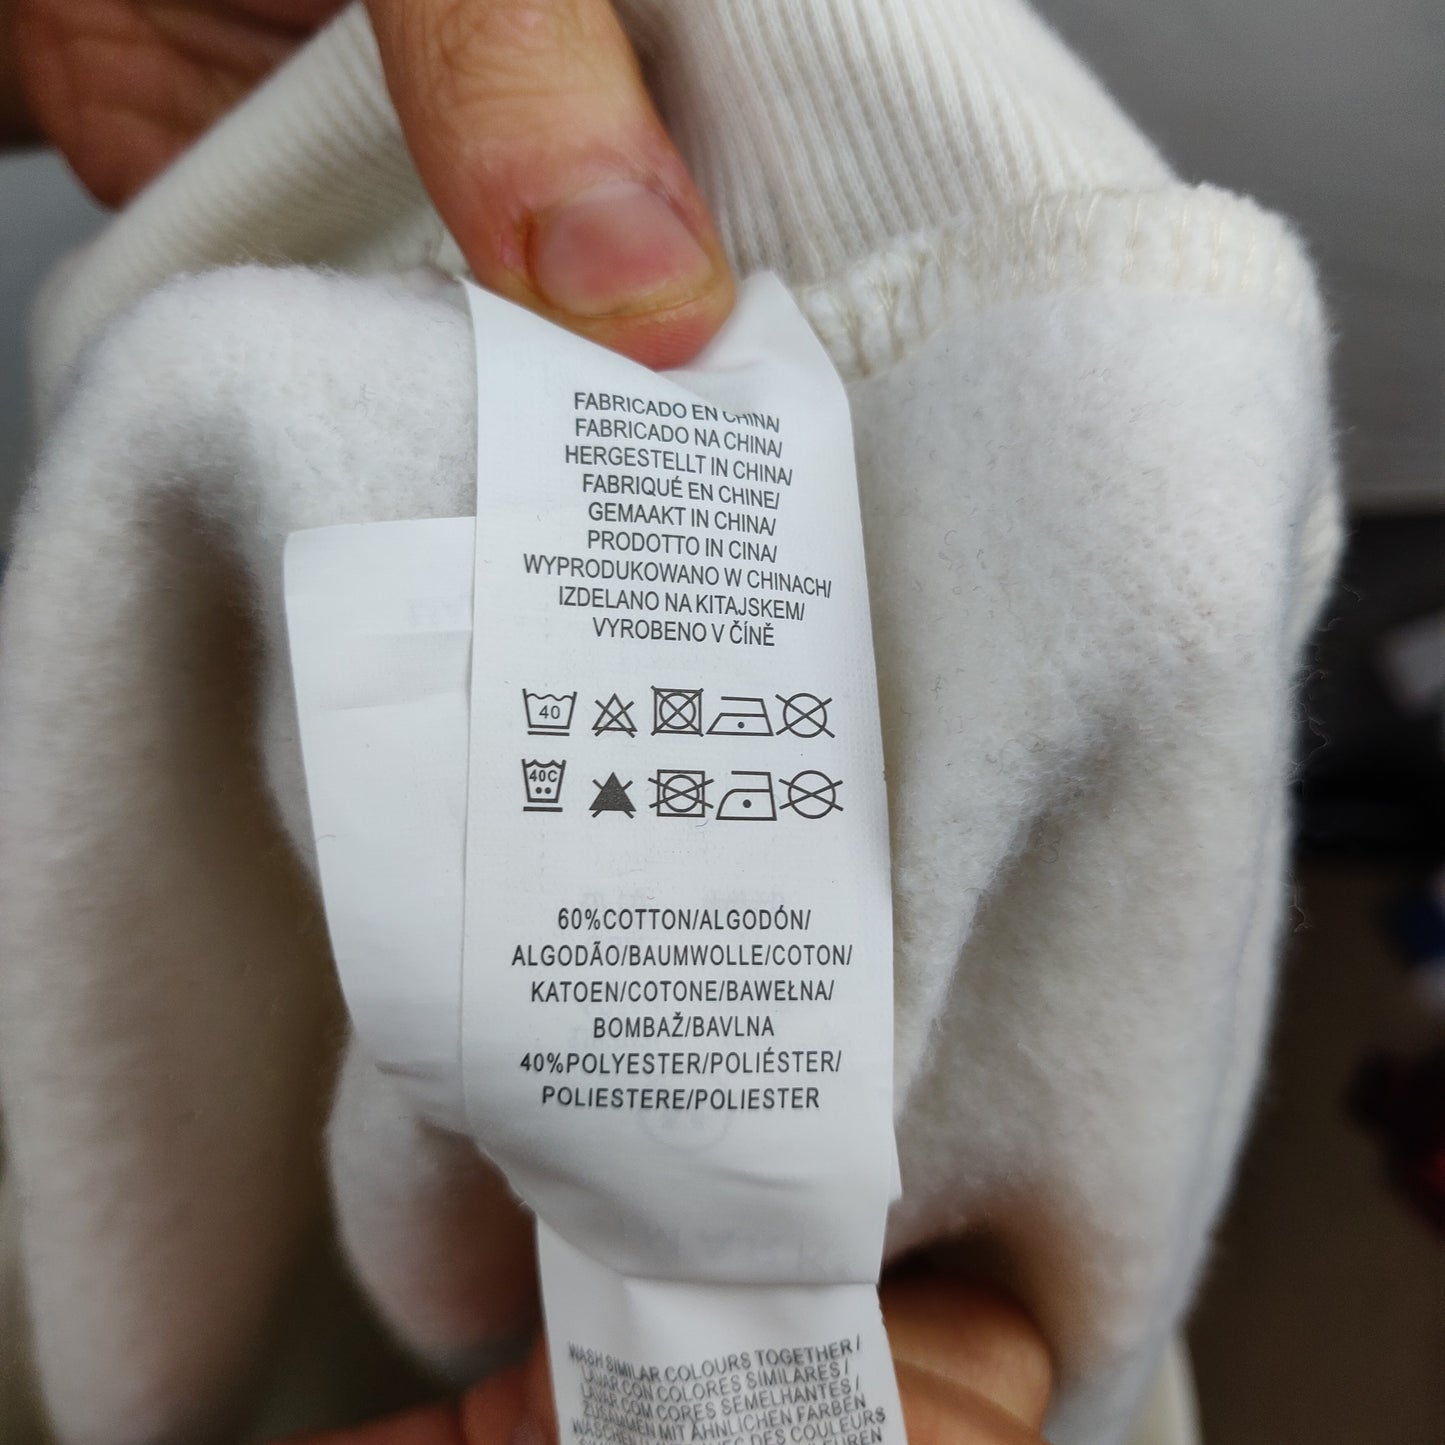 FABRICADO EN CHINA/
FABRICADO NA CHINA/
HERGESTELLT IN CHINA/
FABRIQUÉ EN CHINE/
GEMAAKT IN CHINA/
PRODOTTO IN CINA/
WYPRODUKOWANO W CHINACH/
IZDELANO NA KITAJSKEM/
VYROBENO V ČÍNĚ
40
40C
60%COTTON/ALGODÓN/
ALGODÃO/BAUMWOLLE/COTON/
KATOEN/COTONE/BAWEŁNA/
BOMBAŽ/BAVLNA
40%POLYESTER/POLIÉSTER/
POLIESTERE/POLIESTER
WASH SIMILAR COLOURS TOGETHER/
LAVAR CON COLORES SIMILARES/
LAVAR COM CORES SEMELHANTES/
ZUSAMMEN MIT ÄHNLICHEN FARBEN
DES COULEURS